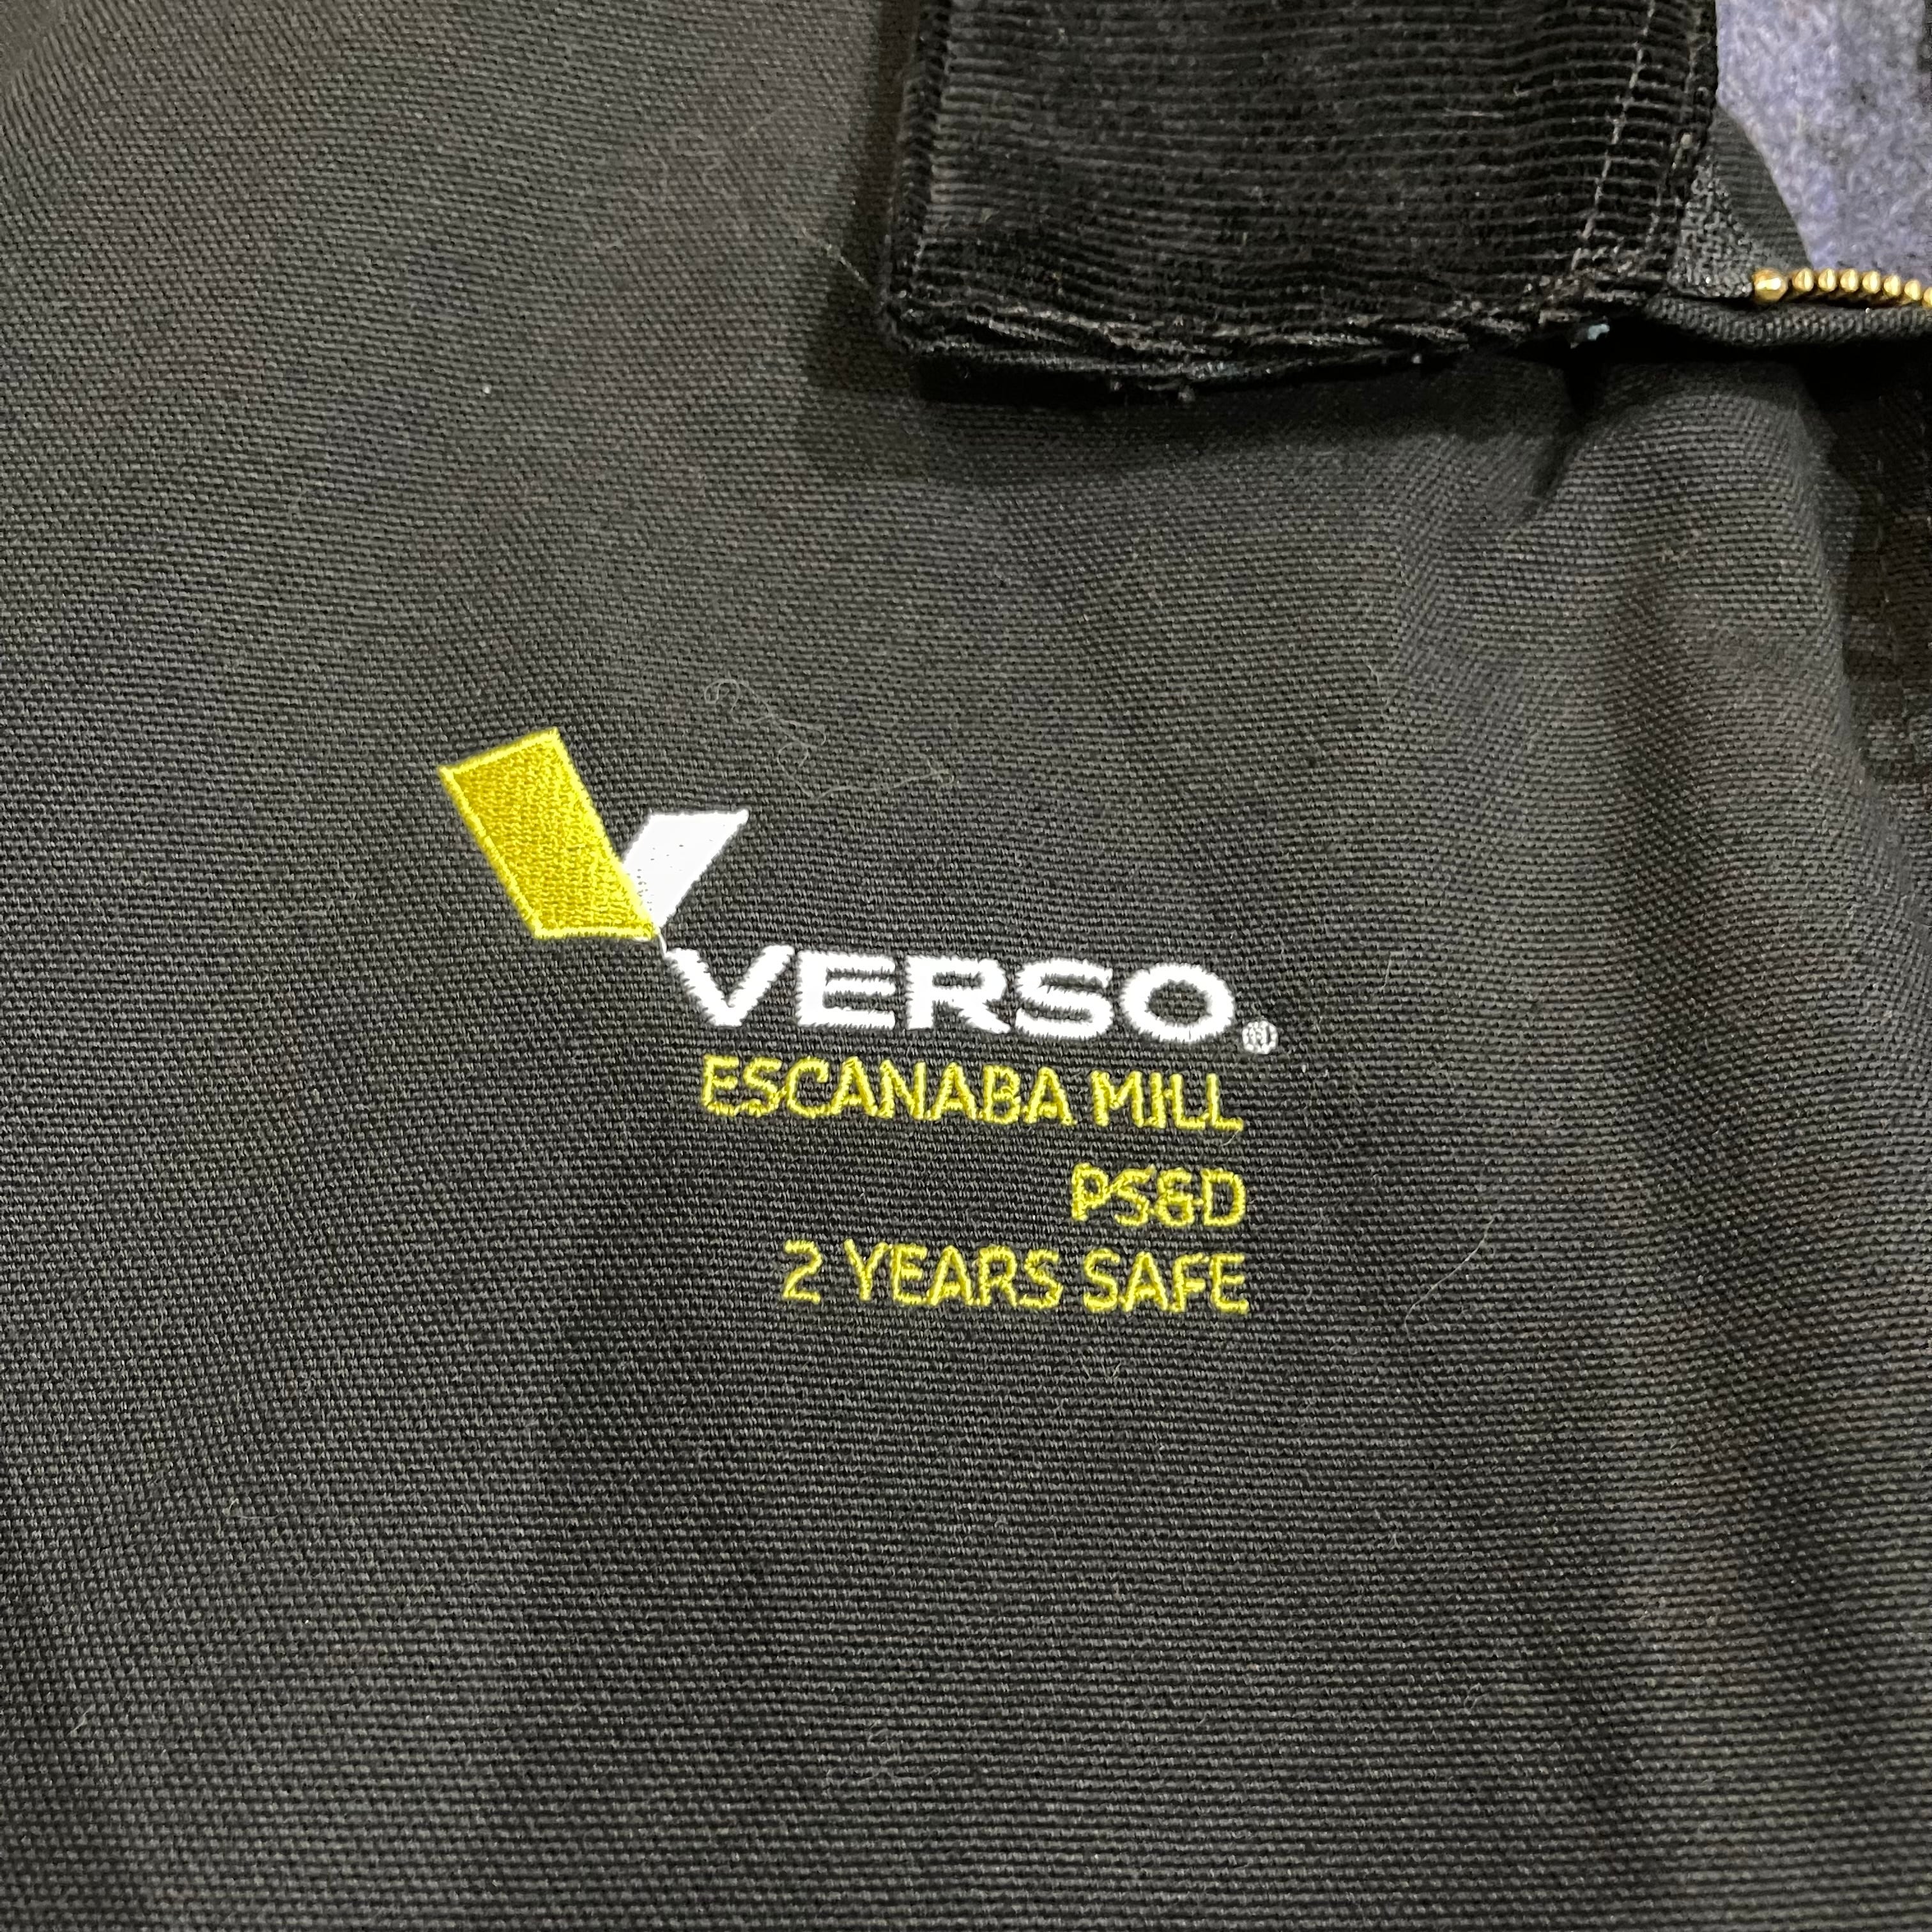 VERSO®
ESCANABA MILL
PS&D
2 YEARS SAFE